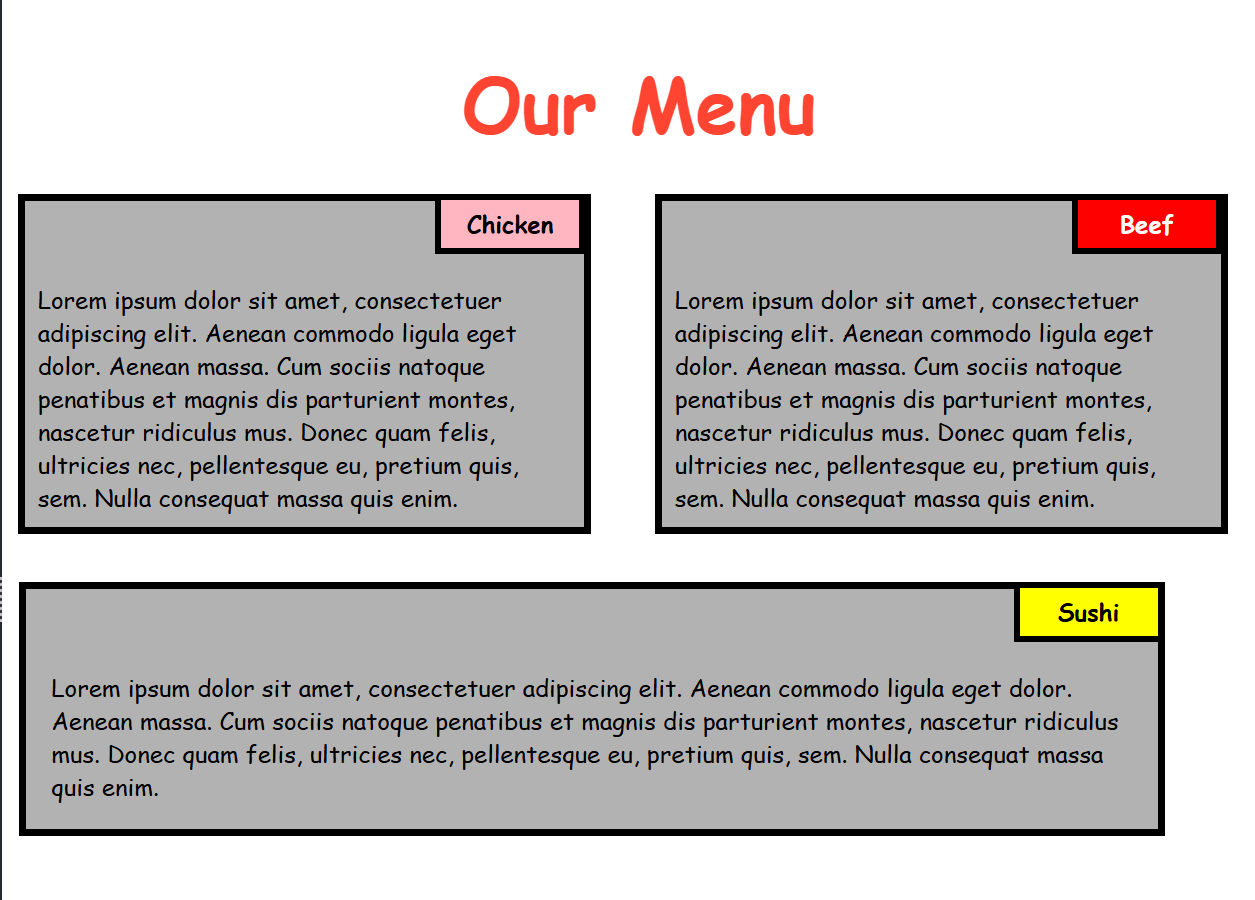 Our Menu
Chicken
Lorem ipsum dolor sit amet, consectetuer
adipiscing elit. Aenean commodo ligula eget
dolor. Aenean massa. Cum sociis natoque
penatibus et magnis dis parturient montes,
nascetur ridiculus mus. Donec quam felis,
ultricies nec, pellentesque eu, pretium quis,
sem. Nulla consequat massa quis enim.
Beef
Lorem ipsum dolor sit amet, consectetuer
adipiscing elit. Aenean commodo ligula eget
dolor. Aenean massa. Cum sociis natoque
penatibus et magnis dis parturient montes,
nascetur ridiculus mus. Donec quam felis,
ultricies nec, pellentesque eu, pretium quis,
sem. Nulla consequat massa quis enim.
Sushi
Lorem ipsum dolor sit amet, consectetuer adipiscing elit. Aenean commodo ligula eget dolor.
Aenean massa. Cum sociis natoque penatibus et magnis dis parturient montes, nascetur ridiculus
mus. Donec quam felis, ultricies nec, pellentesque eu, pretium quis, sem. Nulla consequat massa
quis enim.